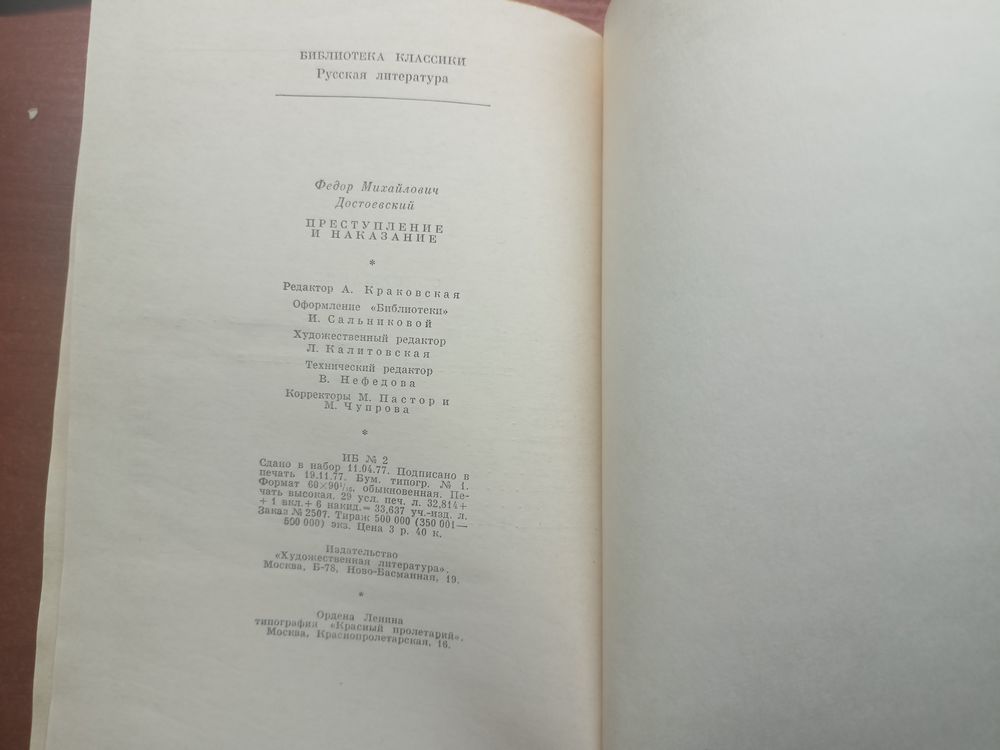 БИБЛИОТЕКА КЛАССИКИ
Русская литература
Федор Михайлович
Достоевский
ПРЕСТУПЛЕНИЕ
И НАКАЗАНИЕ
*
Редактор А. Краковская
Оформление «Библиотеки»
И. Сальниковой
Художественный редактор
Л. Калитовская
Технический редактор
В. Нефедова
Корректоры М. Пастор и
М. Чупрова
*
ИБ № 2
Сдано в набор 11.04.77. Подписано в
печать 19.11.77. Бум. типогр. № 1.
Формат 60×90¹/₁₆, обыкновенная. Пе-
чать высокая. 29 усл. печ. л. 32,814+
+ 1 вкл.+ 6 накид.= 33,637 уч.-изд. л.
Заказ № 2507. Тираж 500 000 (350 001—
500 000) экз. Цена 3 р. 40 к.
Издательство
«Художественная литература».
Москва, Б-78, Ново-Басманная, 19.
*
Ордена Ленина
типография «Красный пролетарий».
Москва, Краснопролетарская, 16.